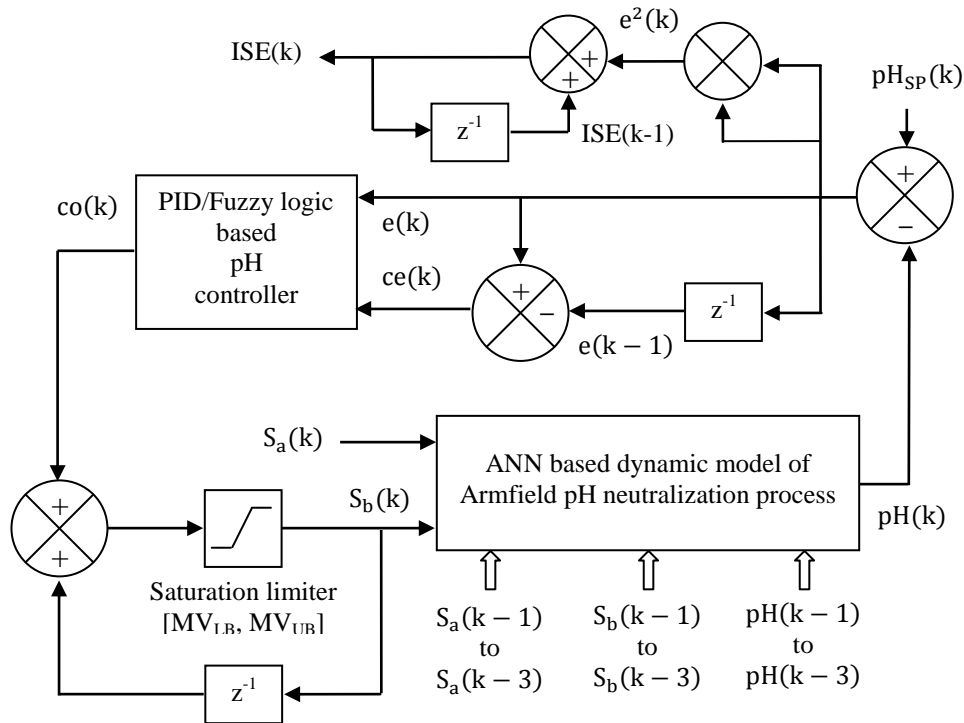 e²(k)
ISE(k)
+
+
pH_SP(k)
z⁻¹
ISE(k-1)
+
−
co(k)
PID/Fuzzy logic
based
pH
controller
e(k)
ce(k)
+
−
z⁻¹
e(k − 1)
S_a(k)
ANN based dynamic model of
Armfield pH neutralization process
S_b(k)
pH(k)
+
+
Saturation limiter
[MV_LB, MV_UB]
S_a(k − 1)
to
S_a(k − 3)
S_b(k − 1)
to
S_b(k − 3)
pH(k − 1)
to
pH(k − 3)
z⁻¹